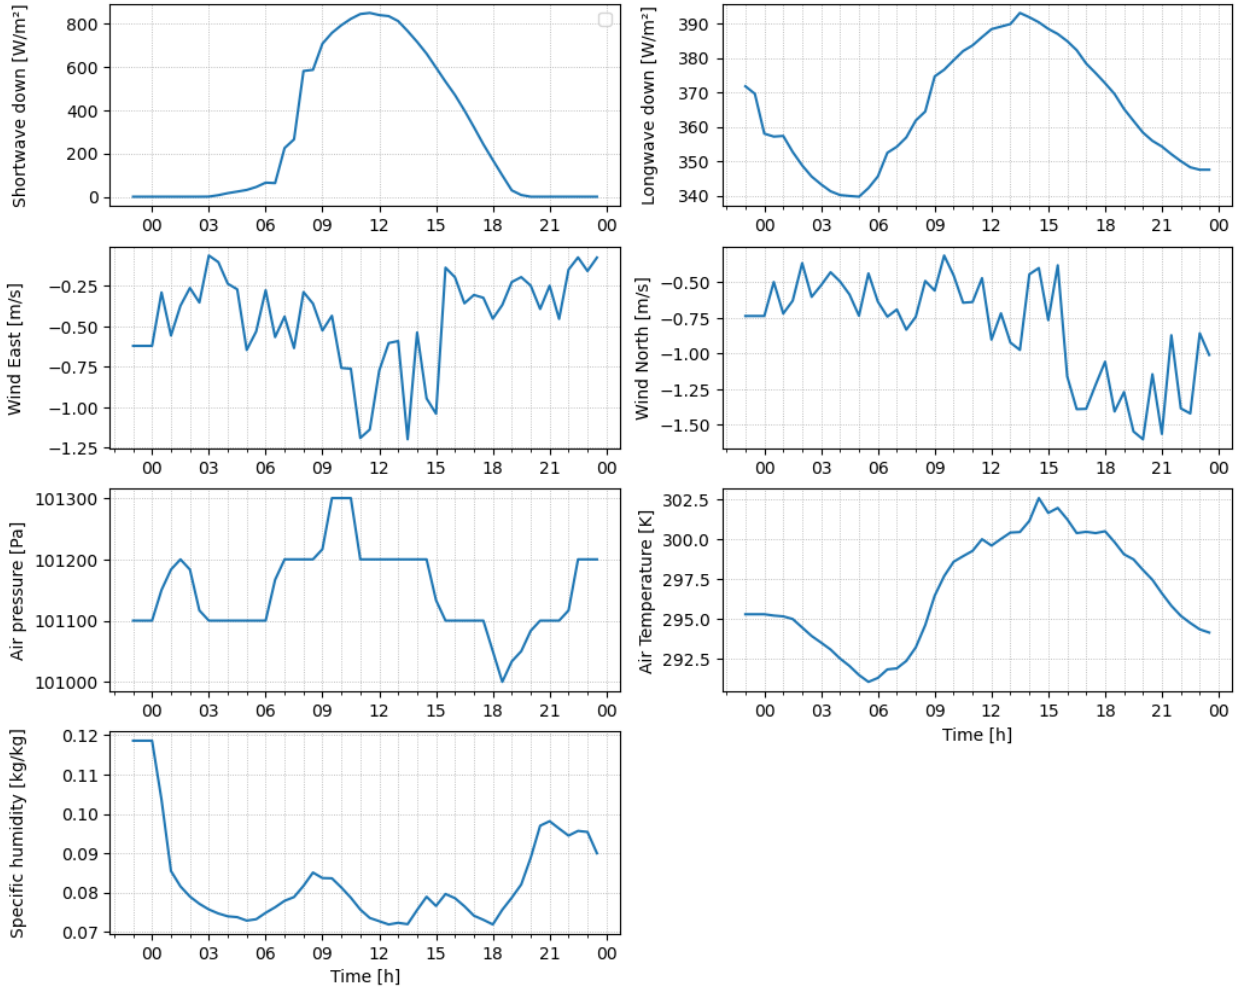 Shortwave down [W/m²]
800
600
400
200
0
00 03 06 09 12 15 18 21 00
Longwave down [W/m²]
390
380
370
360
350
340
00 03 06 09 12 15 18 21 00
Wind East [m/s]
−0.25
−0.50
−0.75
−1.00
−1.25
00 03 06 09 12 15 18 21 00
Wind North [m/s]
−0.50
−0.75
−1.00
−1.25
−1.50
00 03 06 09 12 15 18 21 00
Air pressure [Pa]
101300
101200
101100
101000
00 03 06 09 12 15 18 21 00
Air Temperature [K]
302.5
300.0
297.5
295.0
292.5
00 03 06 09 12 15 18 21 00
Time [h]
Specific humidity [kg/kg]
0.12
0.11
0.10
0.09
0.08
0.07
00 03 06 09 12 15 18 21 00
Time [h]